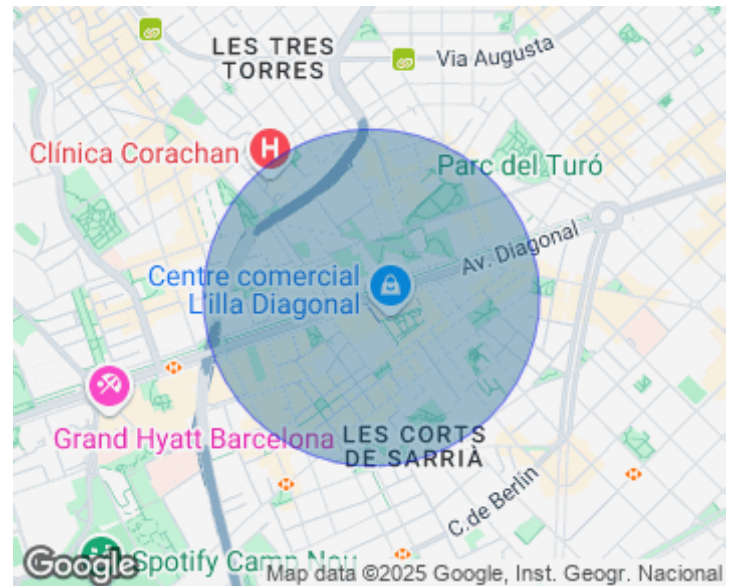 LES TRES
TORRES
Via Augusta
Clínica Corachan
H
Parc del Turó
Av. Diagonal
Centre comercial
L'illa Diagonal
Grand Hyatt Barcelona
LES CORTS
DE SARRIÀ
C.de Berlin
Google
Spotify Camp Nou
Map data ©2025 Google, Inst. Geogr. Nacional